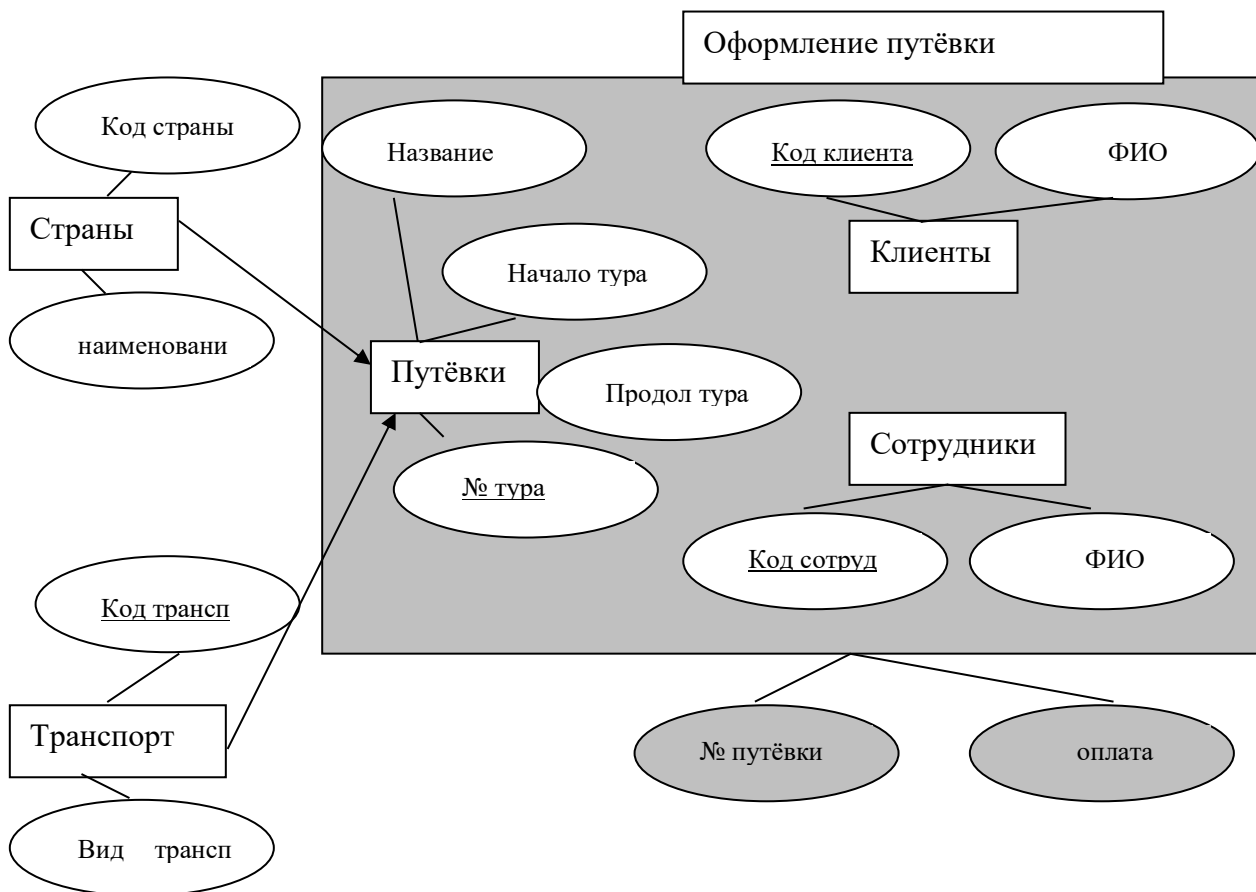 Оформление путёвки
Код страны
Название
Код клиента
ФИО
Страны
Клиенты
Начало тура
наименовани
Путёвки
Продол тура
Сотрудники
№ тура
Код сотруд
ФИО
Код трансп
Транспорт
№ путёвки
оплата
Вид трансп